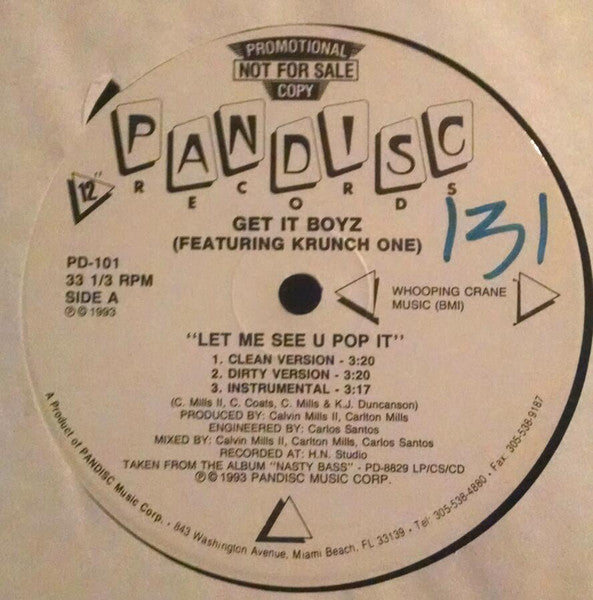 PROMOTIONAL
NOT FOR SALE
COPY
PANDISC
RECORDS
12"
GET IT BOYZ
(FEATURING KRUNCH ONE)
131
PD-101
33 1/3 RPM
SIDE A
℗© 1993
WHOOPING CRANE
MUSIC (BMI)
"LET ME SEE U POP IT"
1. CLEAN VERSION - 3:20
2. DIRTY VERSION - 3:20
3. INSTRUMENTAL - 3:17
(C. Mills II, C. Coats, C. Mills & K.J. Duncanson)
PRODUCED BY: Calvin Mills II, Carlton Mills
ENGINEERED BY: Carlos Santos
MIXED BY: Calvin Mills II, Carlton Mills, Carlos Santos
RECORDED AT: H.N. Studio
TAKEN FROM THE ALBUM "NASTY BASS" - PD-8829 LP/CS/CD
℗© 1993 PANDISC MUSIC CORP.
A Product of PANDISC Music Corp. • 843 Washington Avenue, Miami Beach, FL 33139 • Tel: 305-538-4880 • Fax: 305-538-9187